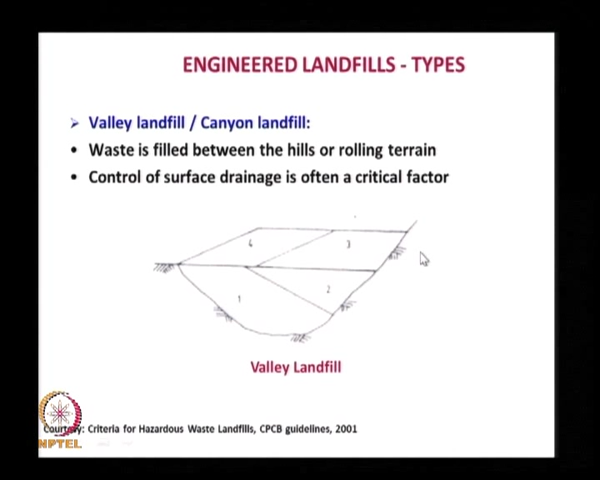 ENGINEERED LANDFILLS - TYPES
➢ Valley landfill / Canyon landfill:
• Waste is filled between the hills or rolling terrain
• Control of surface drainage is often a critical factor
4
3
2
1
Valley Landfill
Courtesy: Criteria for Hazardous Waste Landfills, CPCB guidelines, 2001
NPTEL